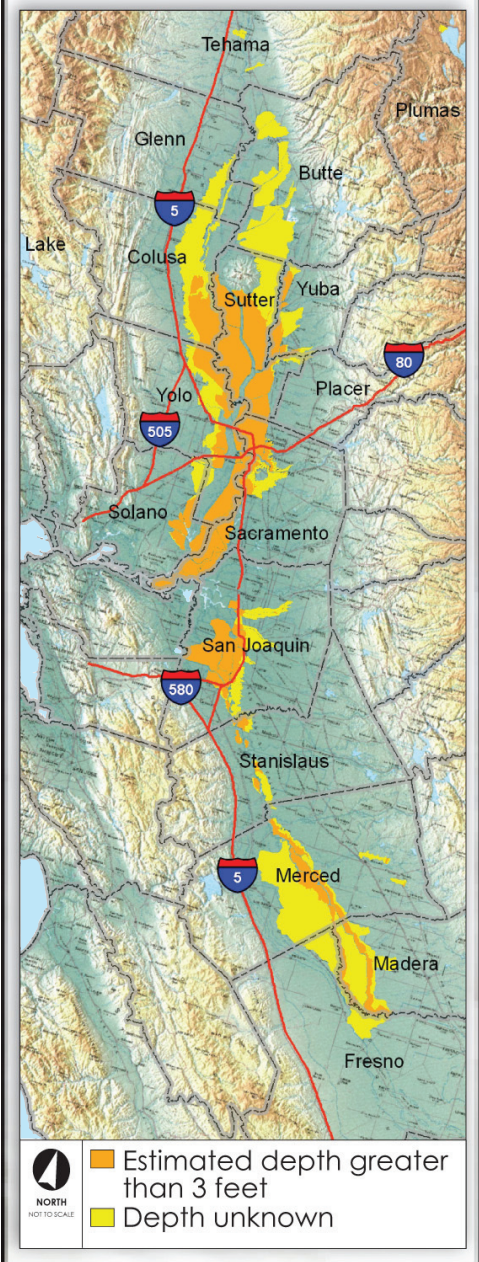 Tehama
Plumas
Glenn
Butte
5
Lake
Colusa
Sutter
Yuba
80
Placer
Yolo
505
Solano
Sacramento
San Joaquin
580
Stanislaus
5
Merced
Madera
Fresno
NORTH
NOT TO SCALE
Estimated depth greater
than 3 feet
Depth unknown